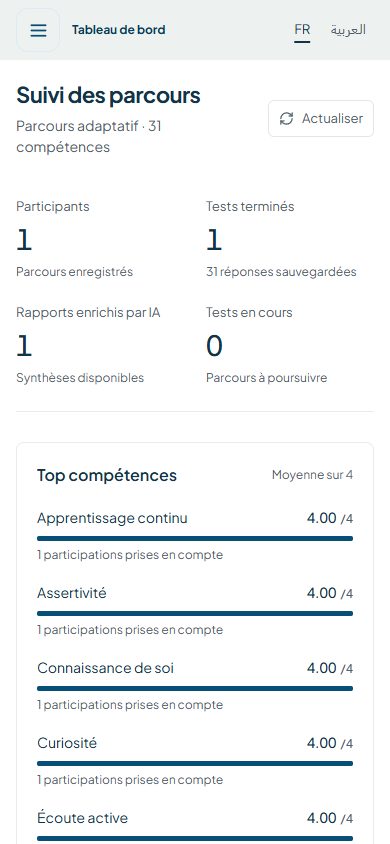 Tableau de bord
FR
العربية
Suivi des parcours
Parcours adaptatif · 31
compétences
Actualiser
Participants
1
Parcours enregistrés
Tests terminés
1
31 réponses sauvegardées
Rapports enrichis par IA
1
Synthèses disponibles
Tests en cours
0
Parcours à poursuivre
Top compétences
Moyenne sur 4
Apprentissage continu
4.00 /4
1 participations prises en compte
Assertivité
4.00 /4
1 participations prises en compte
Connaissance de soi
4.00 /4
1 participations prises en compte
Curiosité
4.00 /4
1 participations prises en compte
Écoute active
4.00 /4